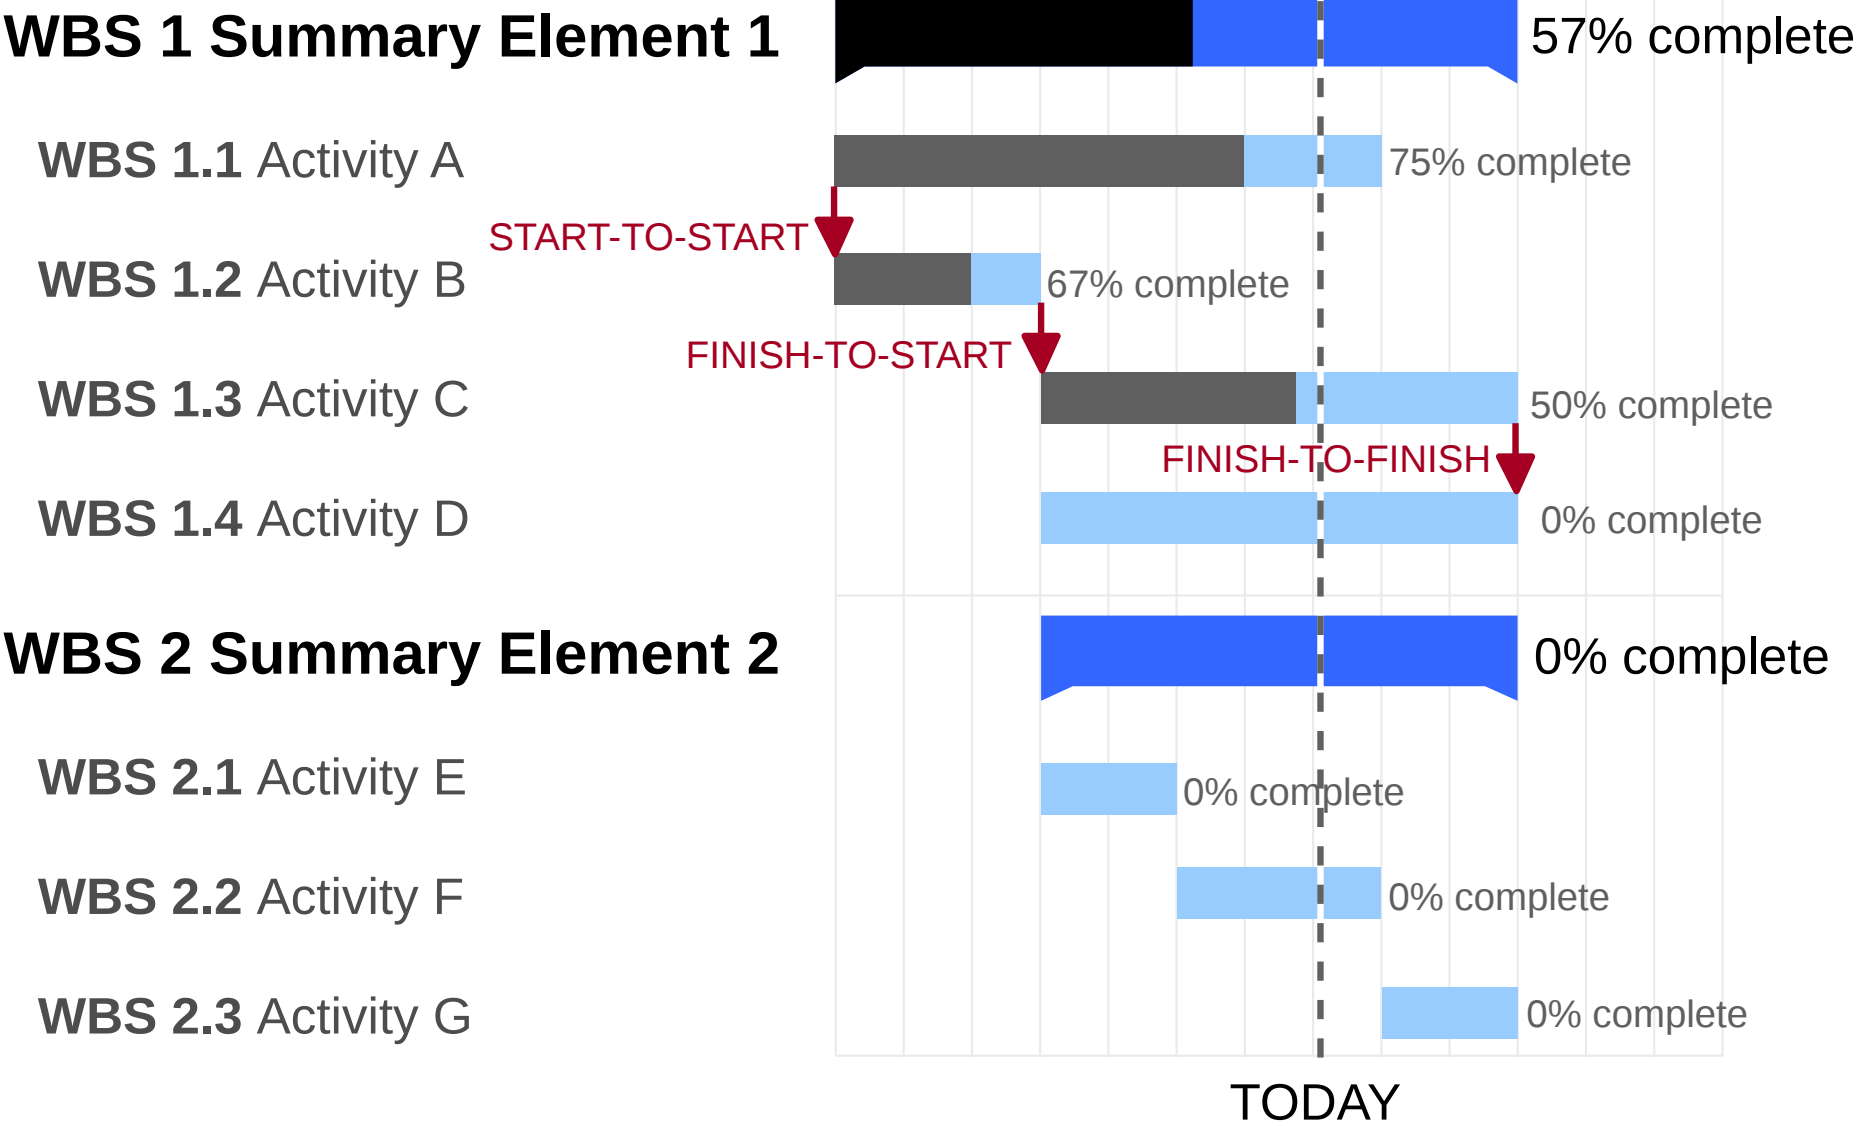 WBS 1 Summary Element 1 57% complete
WBS 1.1 Activity A 75% complete
START-TO-START
WBS 1.2 Activity B 67% complete
FINISH-TO-START
WBS 1.3 Activity C 50% complete
FINISH-TO-FINISH
WBS 1.4 Activity D 0% complete
WBS 2 Summary Element 2 0% complete
WBS 2.1 Activity E 0% complete
WBS 2.2 Activity F 0% complete
WBS 2.3 Activity G 0% complete
TODAY